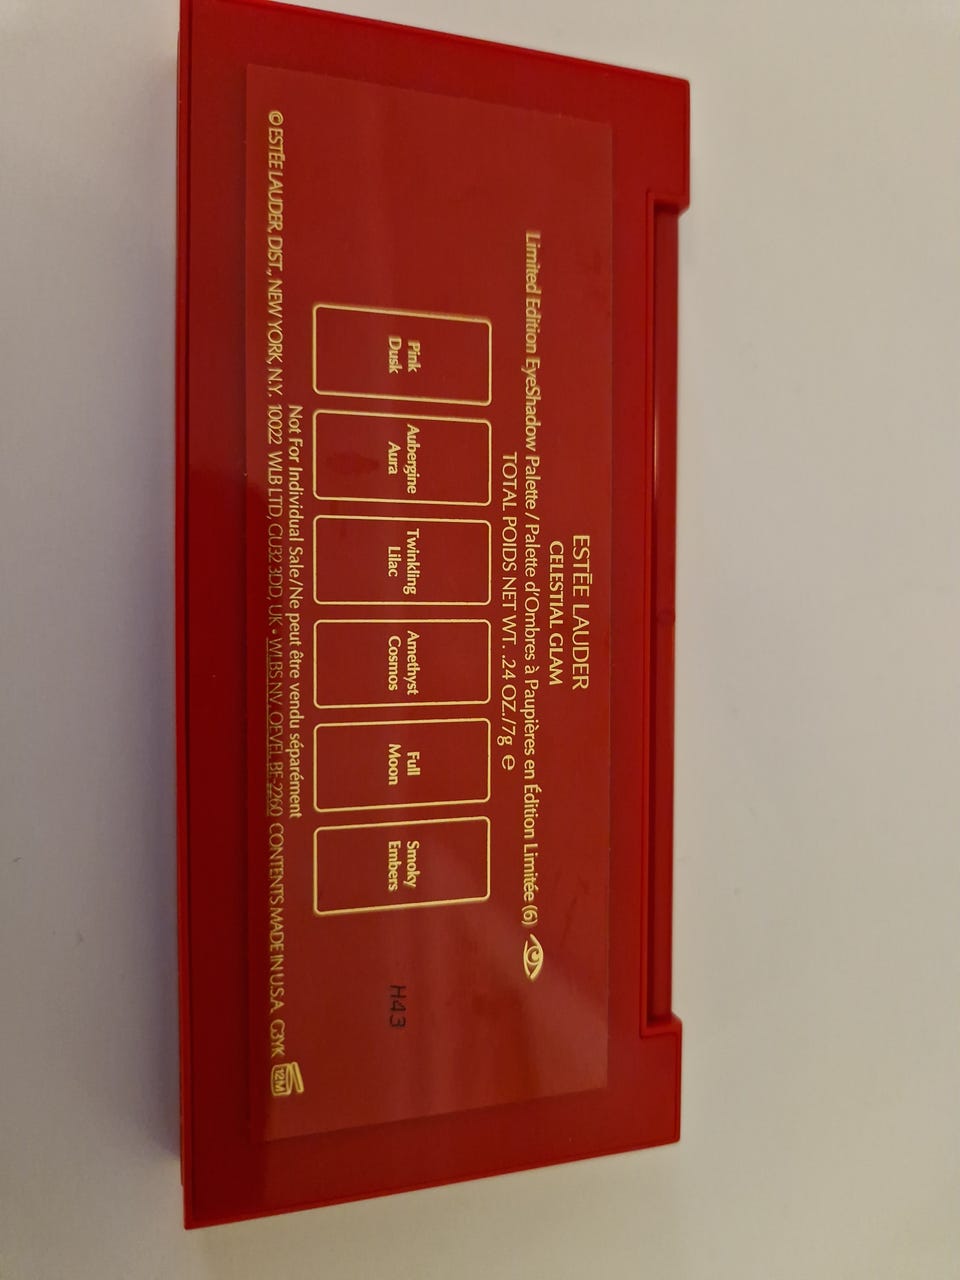 ESTĒE LAUDER
CELESTIAL GLAM
Limited Edition EyeShadow Palette / Palette d'Ombres à Paupières en Édition Limitée (6)
TOTAL POIDS NET WT. .24 OZ./7g ℮
Pink
Dusk
Aubergine
Aura
Twinkling
Lilac
Amethyst
Cosmos
Full
Moon
Smoky
Embers
H43
Not For Individual Sale/Ne peut être vendu séparément
© ESTĒE LAUDER, DIST., NEW YORK, N.Y. 10022 WLB LTD, GU32 3DD, UK • WLBS NV, OEVEL BE-2260 CONTENTS MADE IN U.S.A. G3YK 12M